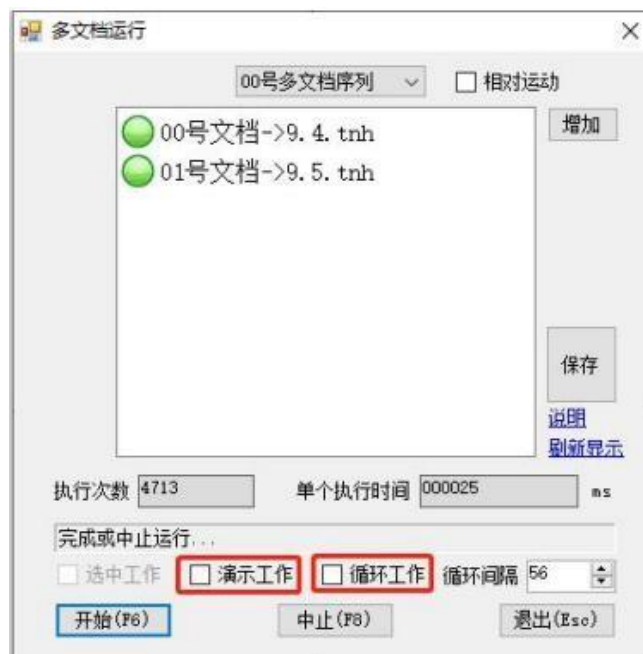 多文档运行
00号多文档序列 相对运动
00号文档->9.4.tnh 增加
01号文档->9.5.tnh
保存
说明
刷新显示
执行次数 4713 单个执行时间 000025 ms
完成或中止运行...
选中工作 演示工作 循环工作 循环间隔 56
开始(F6) 中止(F8) 退出(Esc)